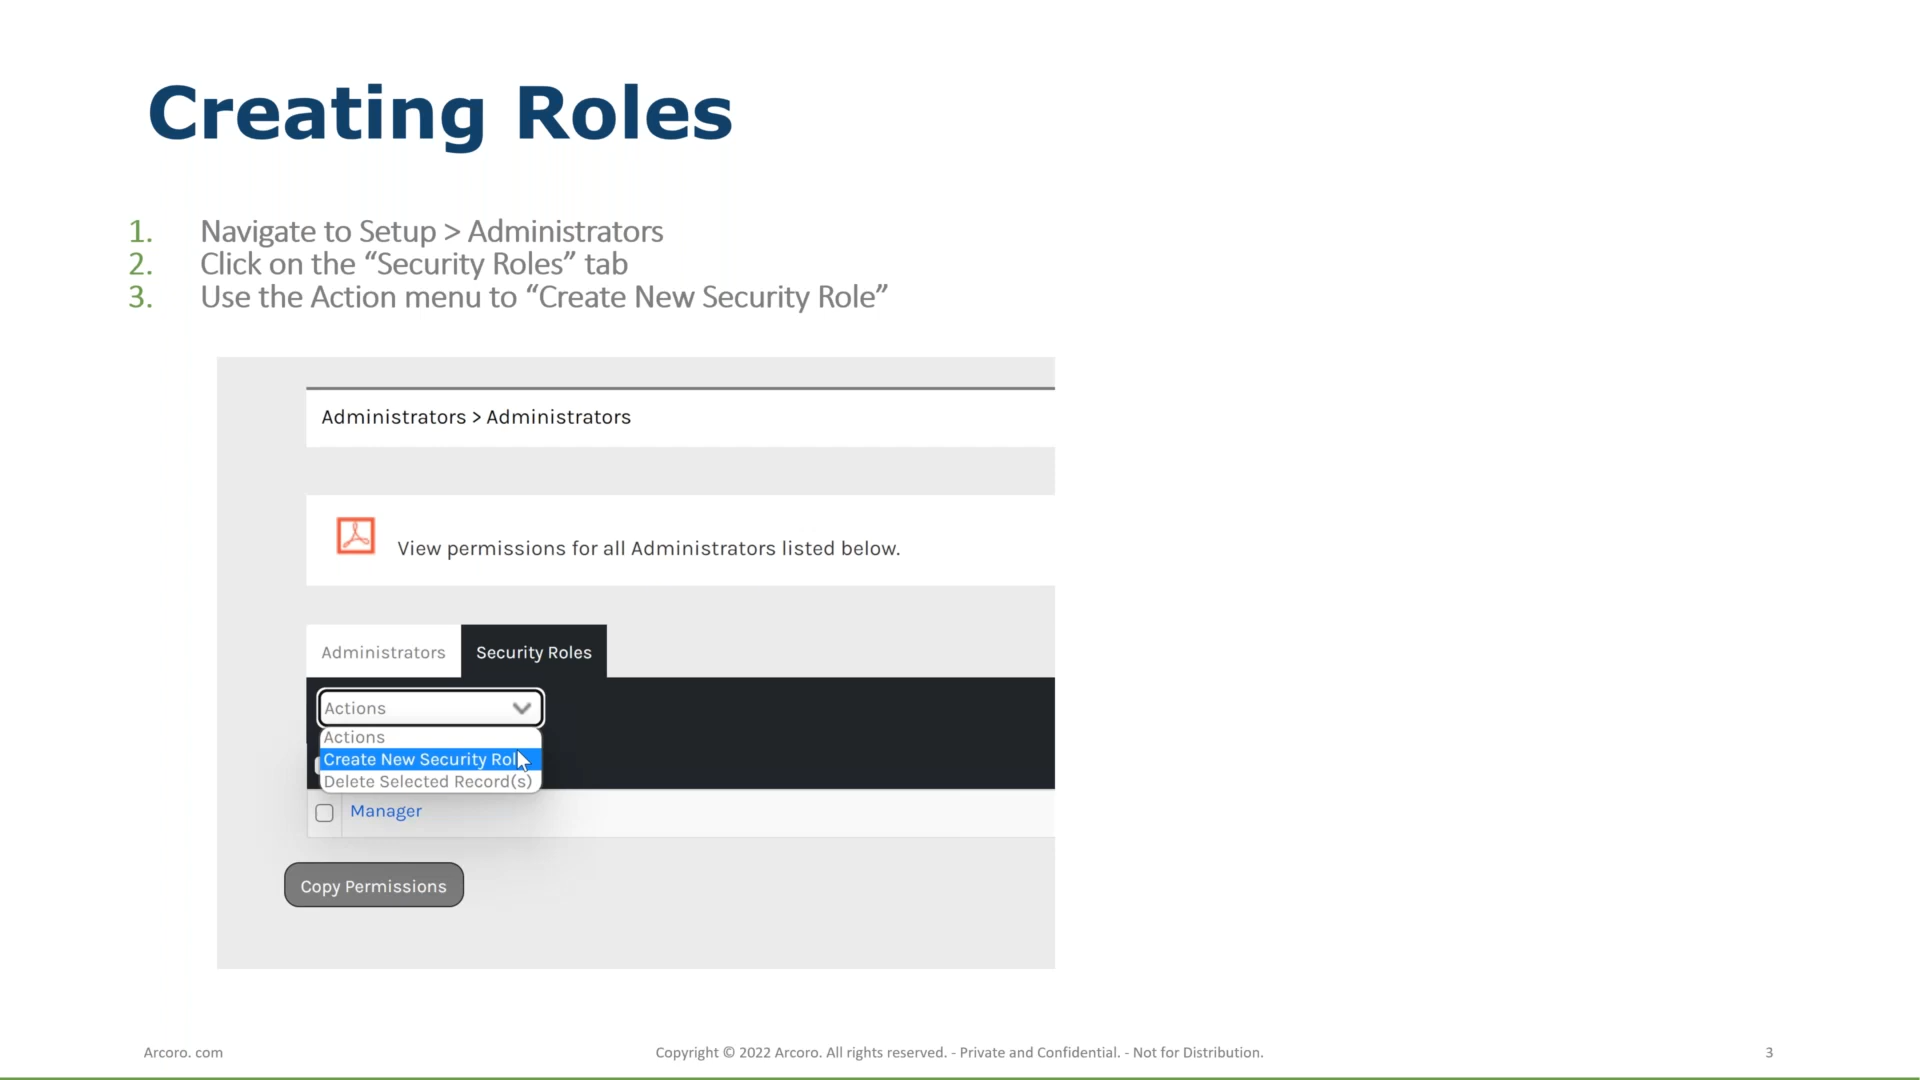 Creating Roles
1. Navigate to Setup > Administrators
2. Click on the “Security Roles” tab
3. Use the Action menu to “Create New Security Role”
Administrators > Administrators
View permissions for all Administrators listed below.
Administrators Security Roles
Actions
Actions
Create New Security Rol
Delete Selected Record(s)
Manager
Copy Permissions
Arcoro. com Copyright © 2022 Arcoro. All rights reserved. - Private and Confidential. - Not for Distribution. 3